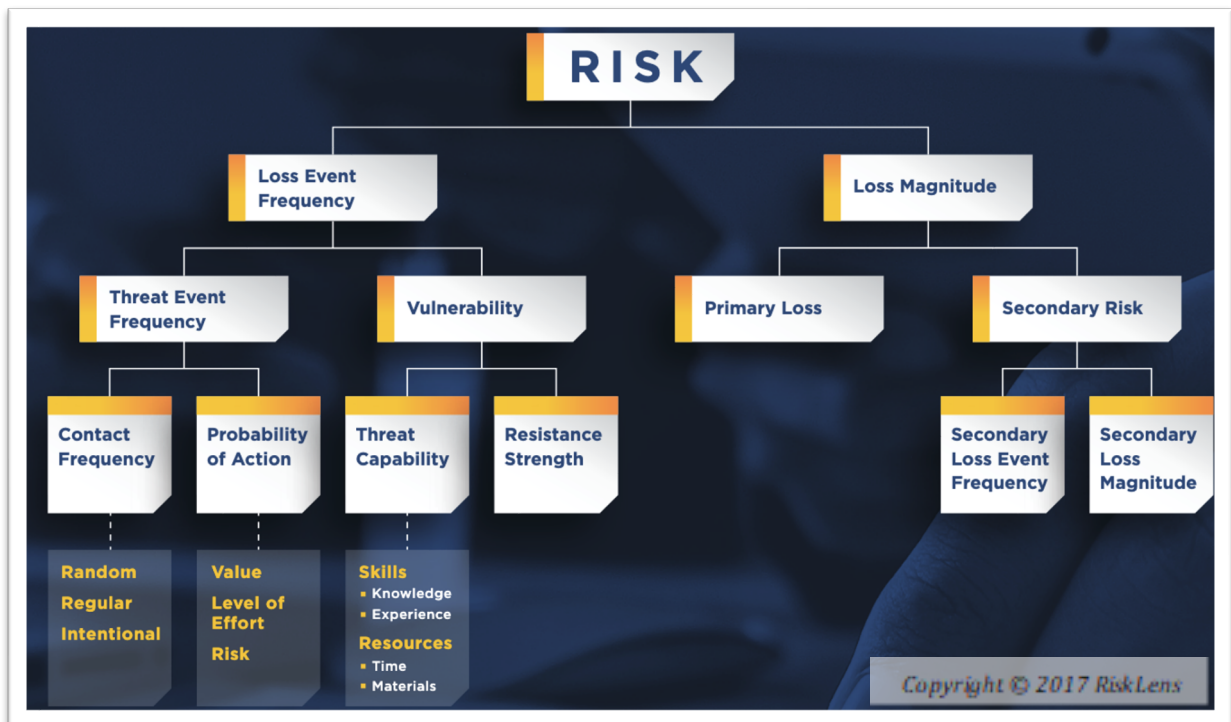 RISK
Loss Event
Frequency
Loss Magnitude
Threat Event
Frequency
Vulnerability
Primary Loss
Secondary Risk
Contact
Frequency
Probability
of Action
Threat
Capability
Resistance
Strength
Secondary
Loss Event
Frequency
Secondary
Loss
Magnitude
Random
Regular
Intentional
Value
Level of
Effort
Risk
Skills
▪ Knowledge
▪ Experience
Resources
▪ Time
▪ Materials
Copyright © 2017 RiskLens